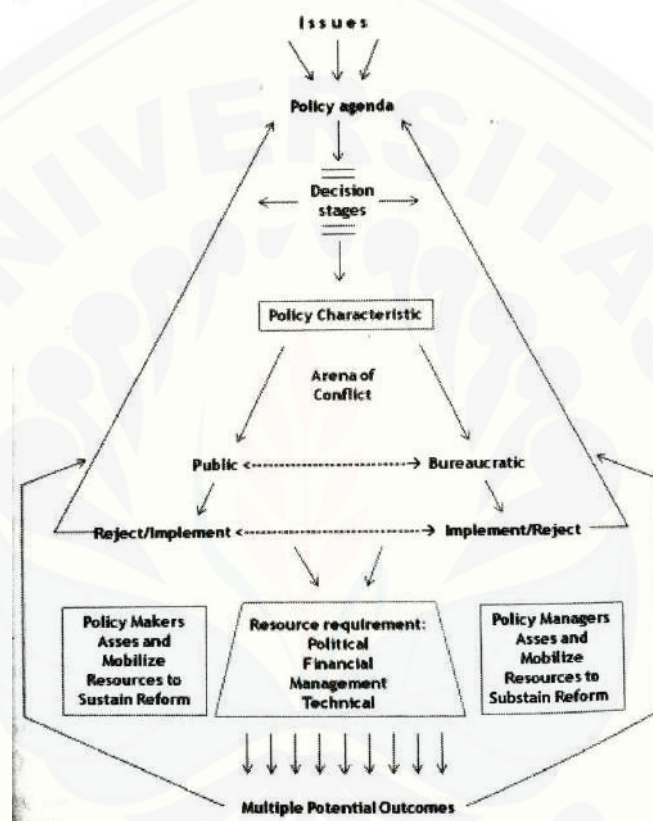 Issues
Policy agenda
Decision
stages
Policy Characteristic
Arena of
Conflict
Public
Bureaucratic
Reject/Implement
Implement/Reject
Policy Makers
Asses and
Mobilize
Resources to
Sustain Reform
Resource requirement:
Political
Financial
Management
Technical
Policy Managers
Asses and
Mobilize
Resources to
Substain Reform
Multiple Potential Outcomes
UNIVERSITAS